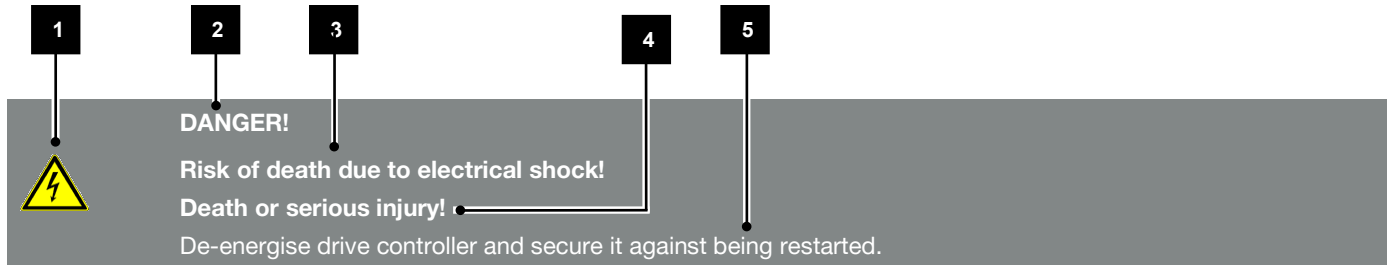 1 2 3 4 5
DANGER!
Risk of death due to electrical shock!
Death or serious injury!
De-energise drive controller and secure it against being restarted.